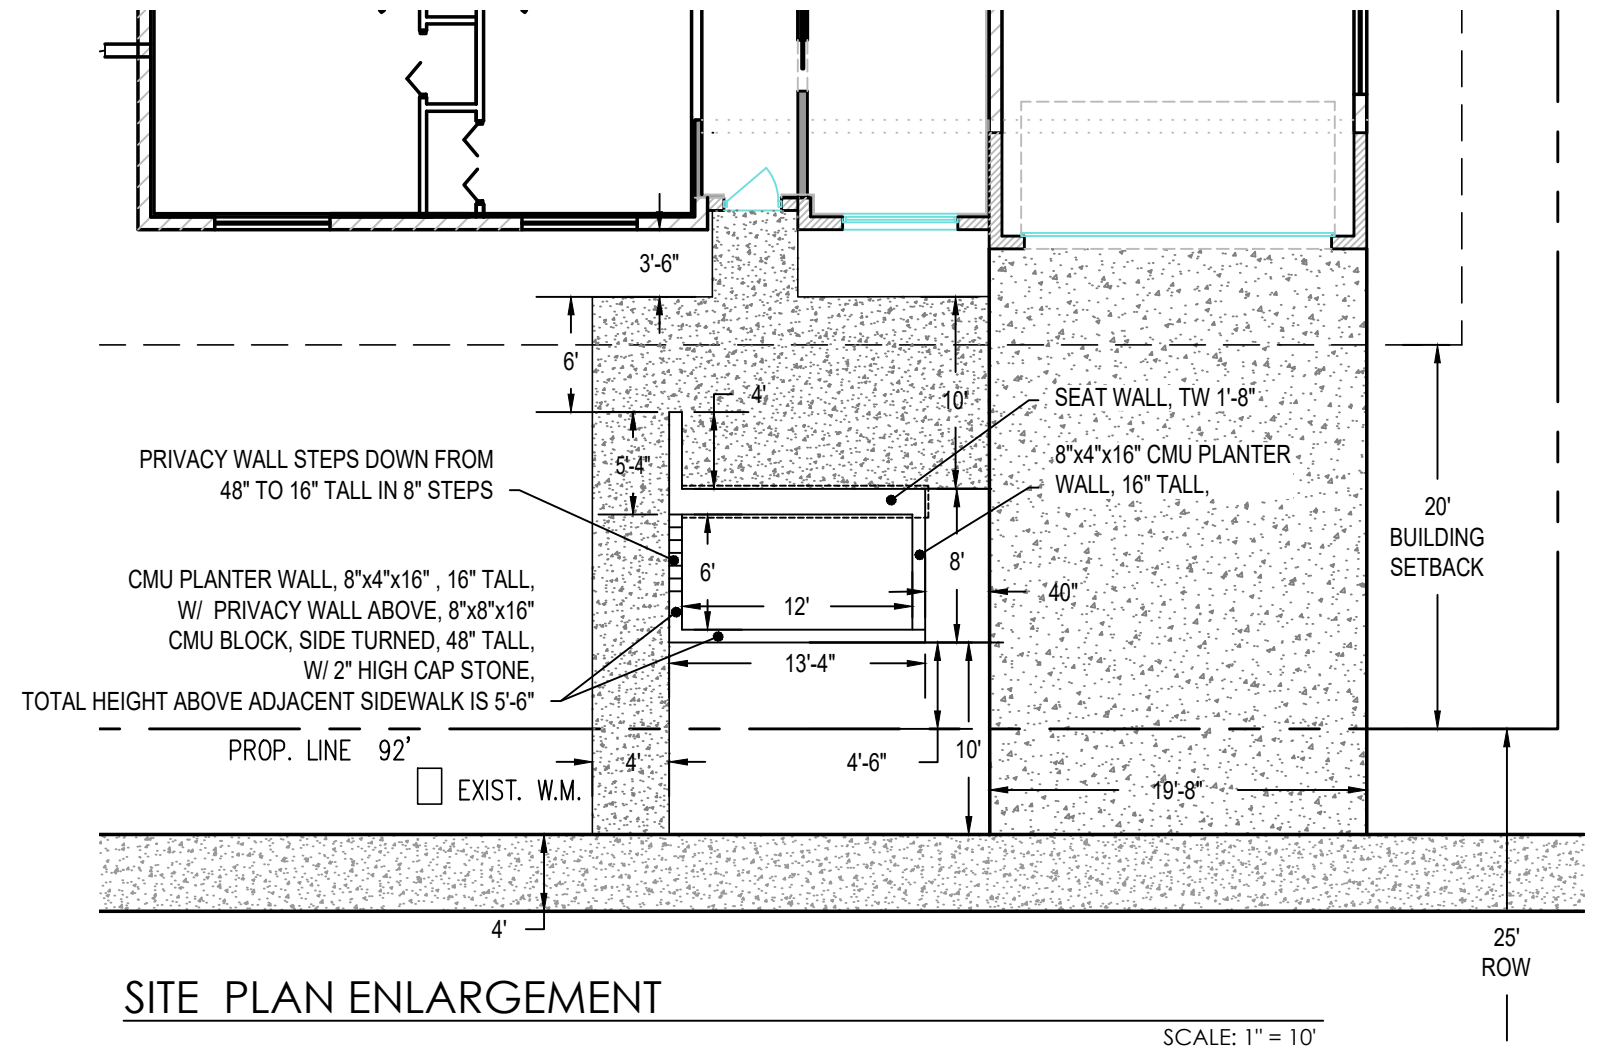 3'-6"
6'
4'
10'
SEAT WALL, TW 1'-8"
5'-4"
PRIVACY WALL STEPS DOWN FROM
48" TO 16" TALL IN 8" STEPS
8"x4"x16" CMU PLANTER
WALL, 16" TALL,
20'
BUILDING
SETBACK
CMU PLANTER WALL, 8"x4"x16" , 16" TALL,
W/ PRIVACY WALL ABOVE, 8"x8"x16"
CMU BLOCK, SIDE TURNED, 48" TALL,
W/ 2" HIGH CAP STONE,
TOTAL HEIGHT ABOVE ADJACENT SIDEWALK IS 5'-6"
6'
8'
12'
40"
13'-4"
PROP. LINE 92'
4'
4'-6"
10'
EXIST. W.M.
19'-8"
4'
25'
ROW
SITE PLAN ENLARGEMENT
SCALE: 1" = 10'